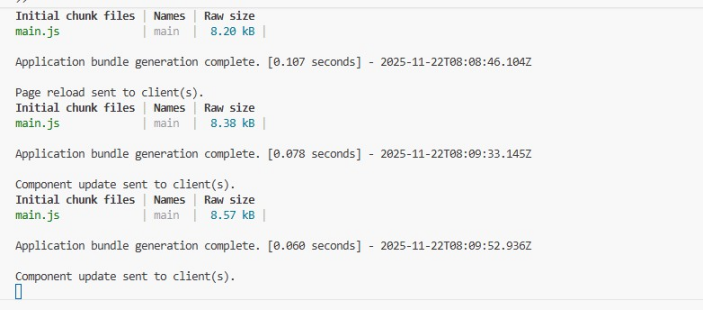 Initial chunk files | Names | Raw size
main.js | main | 8.20 kB |
Application bundle generation complete. [0.107 seconds] - 2025-11-22T08:08:46.104Z
Page reload sent to client(s).
Initial chunk files | Names | Raw size
main.js | main | 8.38 kB |
Application bundle generation complete. [0.078 seconds] - 2025-11-22T08:09:33.145Z
Component update sent to client(s).
Initial chunk files | Names | Raw size
main.js | main | 8.57 kB |
Application bundle generation complete. [0.060 seconds] - 2025-11-22T08:09:52.936Z
Component update sent to client(s).